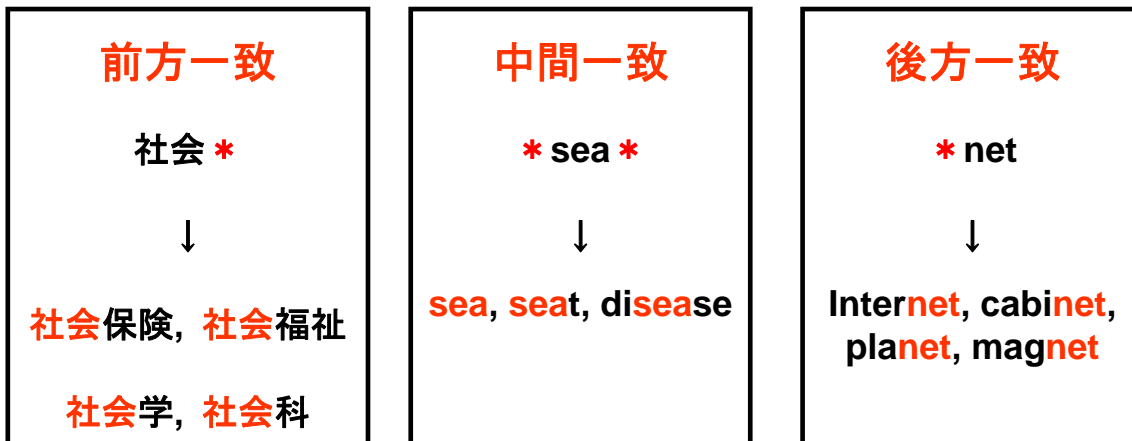 前方一致
社会*
↓
社会保険, 社会福祉
社会学, 社会科
中間一致
*sea*
↓
sea, seat, disease
後方一致
*net
↓
Internet, cabinet,
planet, magnet